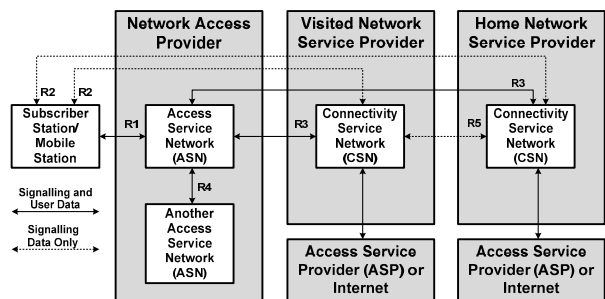 Network Access
Provider
Visited Network
Service Provider
Home Network
Service Provider
R2
R2
R3
Subscriber
Station/
Mobile
Station
R1
Access
Service
Network
(ASN)
R3
Connectivity
Service
Network
(CSN)
R5
Connectivity
Service
Network
(CSN)
R4
Signalling and
User Data
Signalling
Data Only
Another
Access
Service
Network
(ASN)
Access Service
Provider (ASP) or
Internet
Access Service
Provider (ASP) or
Internet